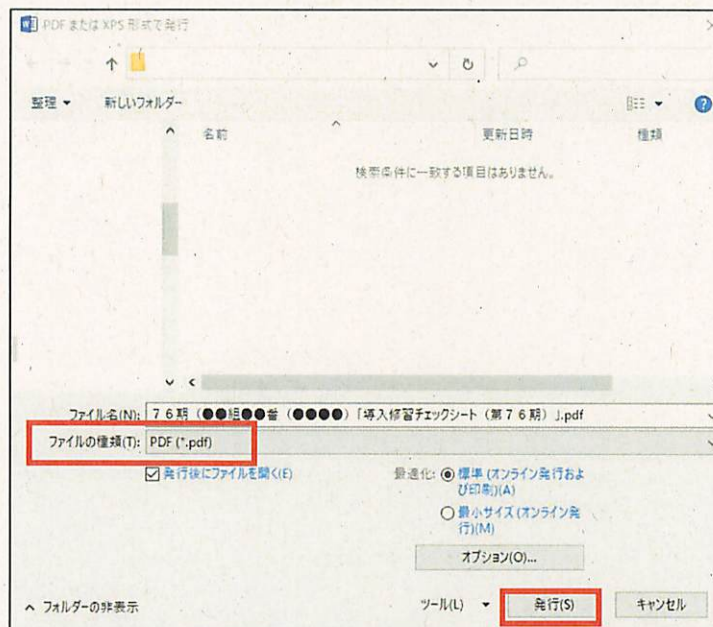 PDF または XPS 形式で発行
整理 新しいフォルダー
名前 更新日時 種類
検索条件に一致する項目はありません。
ファイル名(N): 76期(●●組●●番(●●●●)「導入修習チェックシート(第76期)」.pdf
ファイルの種類(T): PDF (*.pdf)
発行後にファイルを開く(E)
最適化: 標準 (オンライン発行およ
び印刷)(A)
最小サイズ (オンライン発
行)(M)
オプション(O)...
フォルダーの非表示 ツール(L) 発行(S) キャンセル